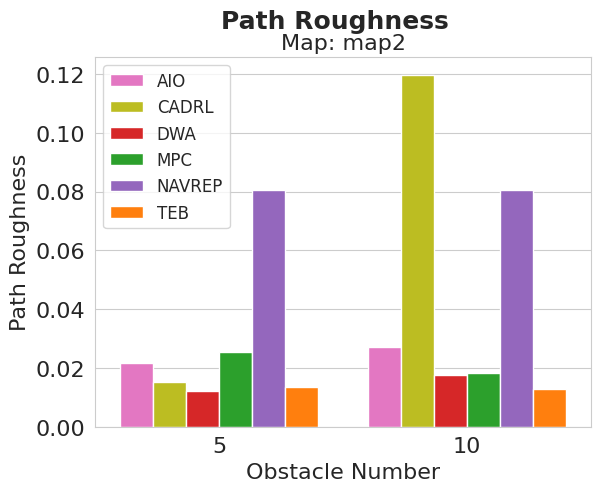 Path Roughness
Map: map2
0.12
0.10
0.08
0.06
0.04
0.02
0.00
Path Roughness
AIO
CADRL
DWA
MPC
NAVREP
TEB
5 10
Obstacle Number